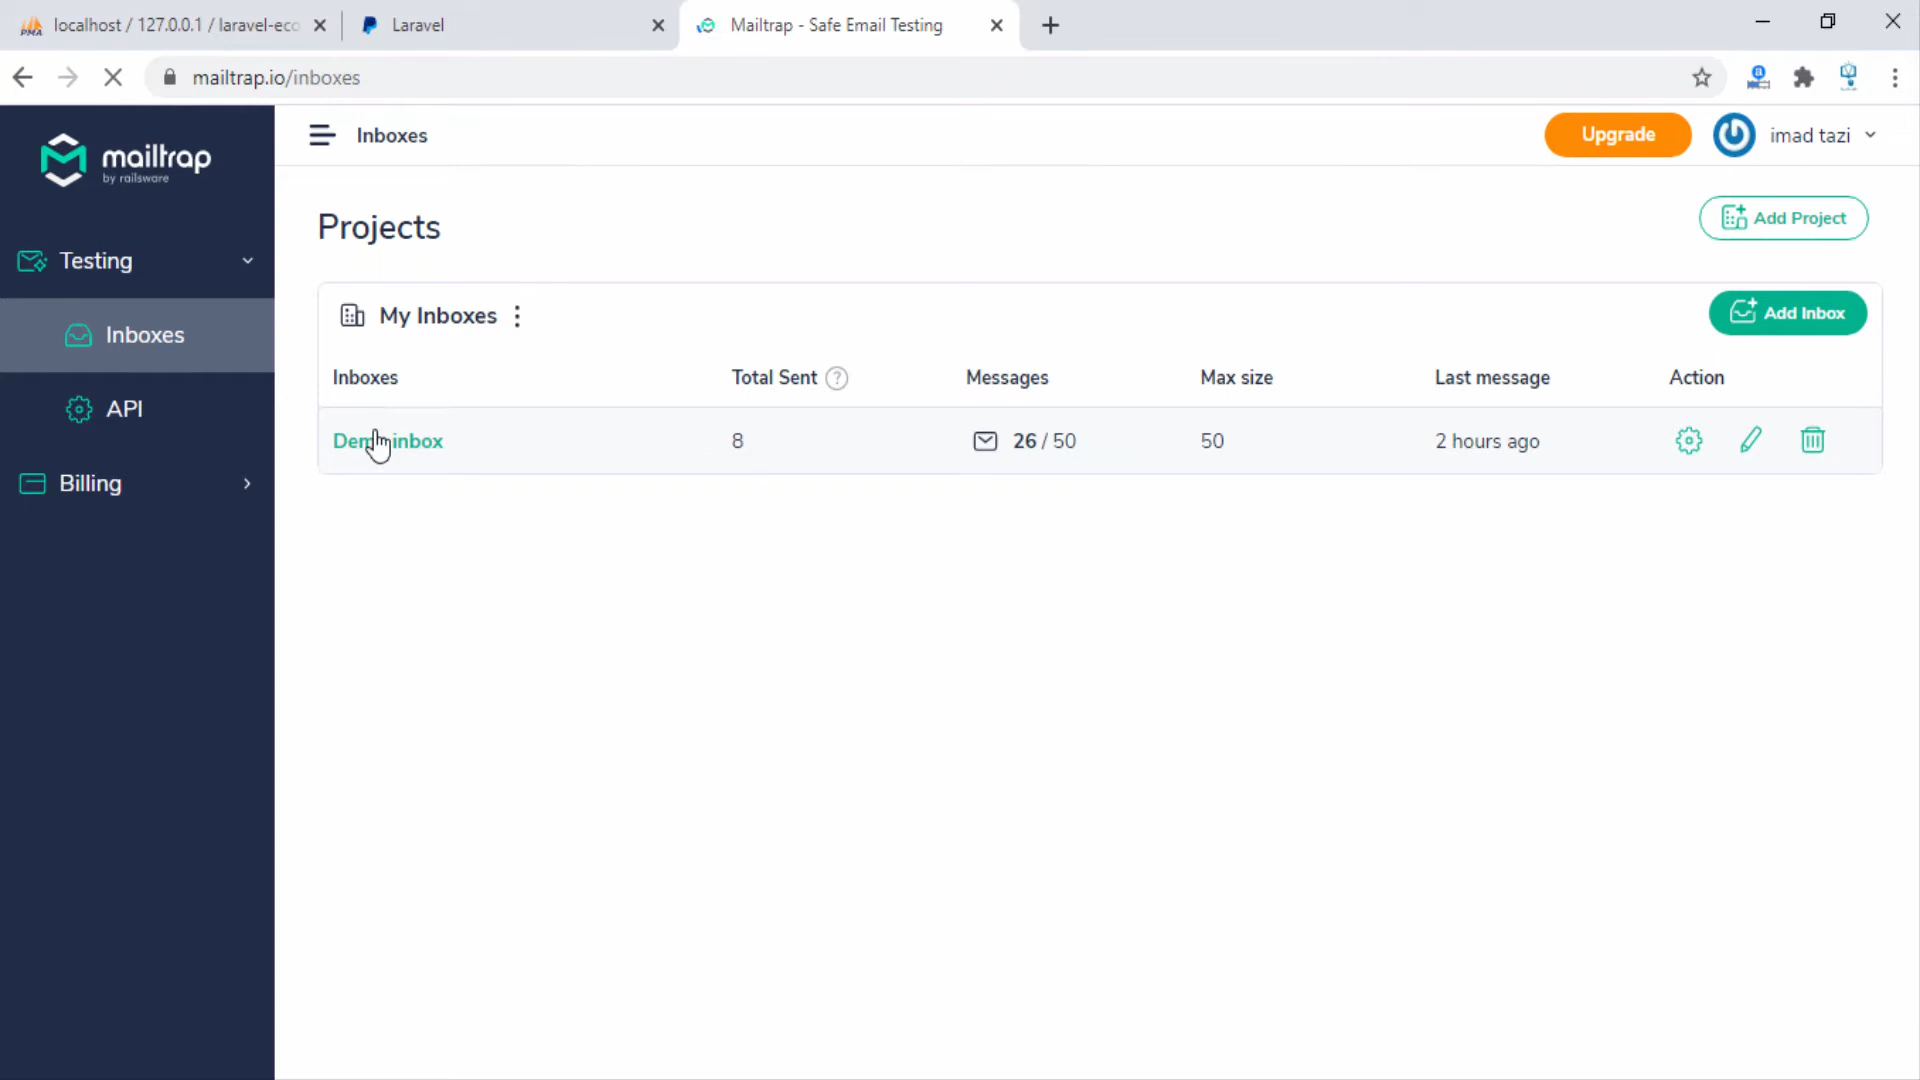 localhost / 127.0.0.1 / laravel-eco
Laravel
Mailtrap - Safe Email Testing
mailtrap.io/inboxes
mailtrap
by railsware
Inboxes
Upgrade
imad tazi
Projects
Add Project
Testing
Inboxes
API
Billing
My Inboxes
Add Inbox
Inboxes
Total Sent ?
Messages
Max size
Last message
Action
inbox
8
26 / 50
50
2 hours ago